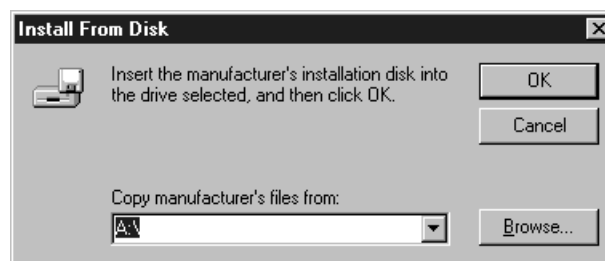 Install From Disk
Insert the manufacturer's installation disk into
the drive selected, and then click OK.
OK
Cancel
Copy manufacturer's files from:
A:\
Browse...